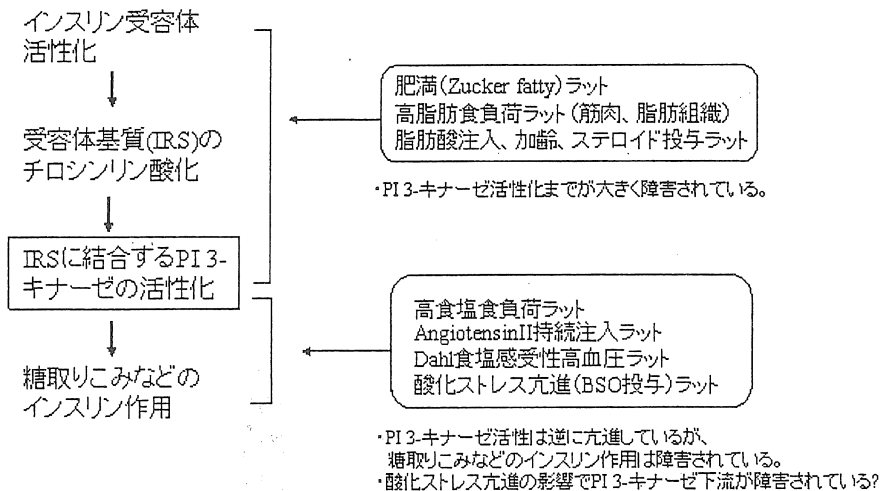 インスリン受容体
活性化
受容体基質(IRS)の
チロシンリン酸化
IRSに結合するPI 3-
キナーゼの活性化
糖取りこみなどの
インスリン作用
肥満(Zucker fatty)ラット
高脂肪食負荷ラット(筋肉、脂肪組織)
脂肪酸注入、加齢、ステロイド投与ラット
・PI 3-キナーゼ活性化までが大きく障害されている。
高食塩食負荷ラット
AngiotensinII持続注入ラット
Dahl食塩感受性高血圧ラット
酸化ストレス亢進(BSO投与)ラット
・PI 3-キナーゼ活性は逆に亢進しているが、
糖取りこみなどのインスリン作用は障害されている。
・酸化ストレス亢進の影響でPI 3-キナーゼ下流が障害されている?